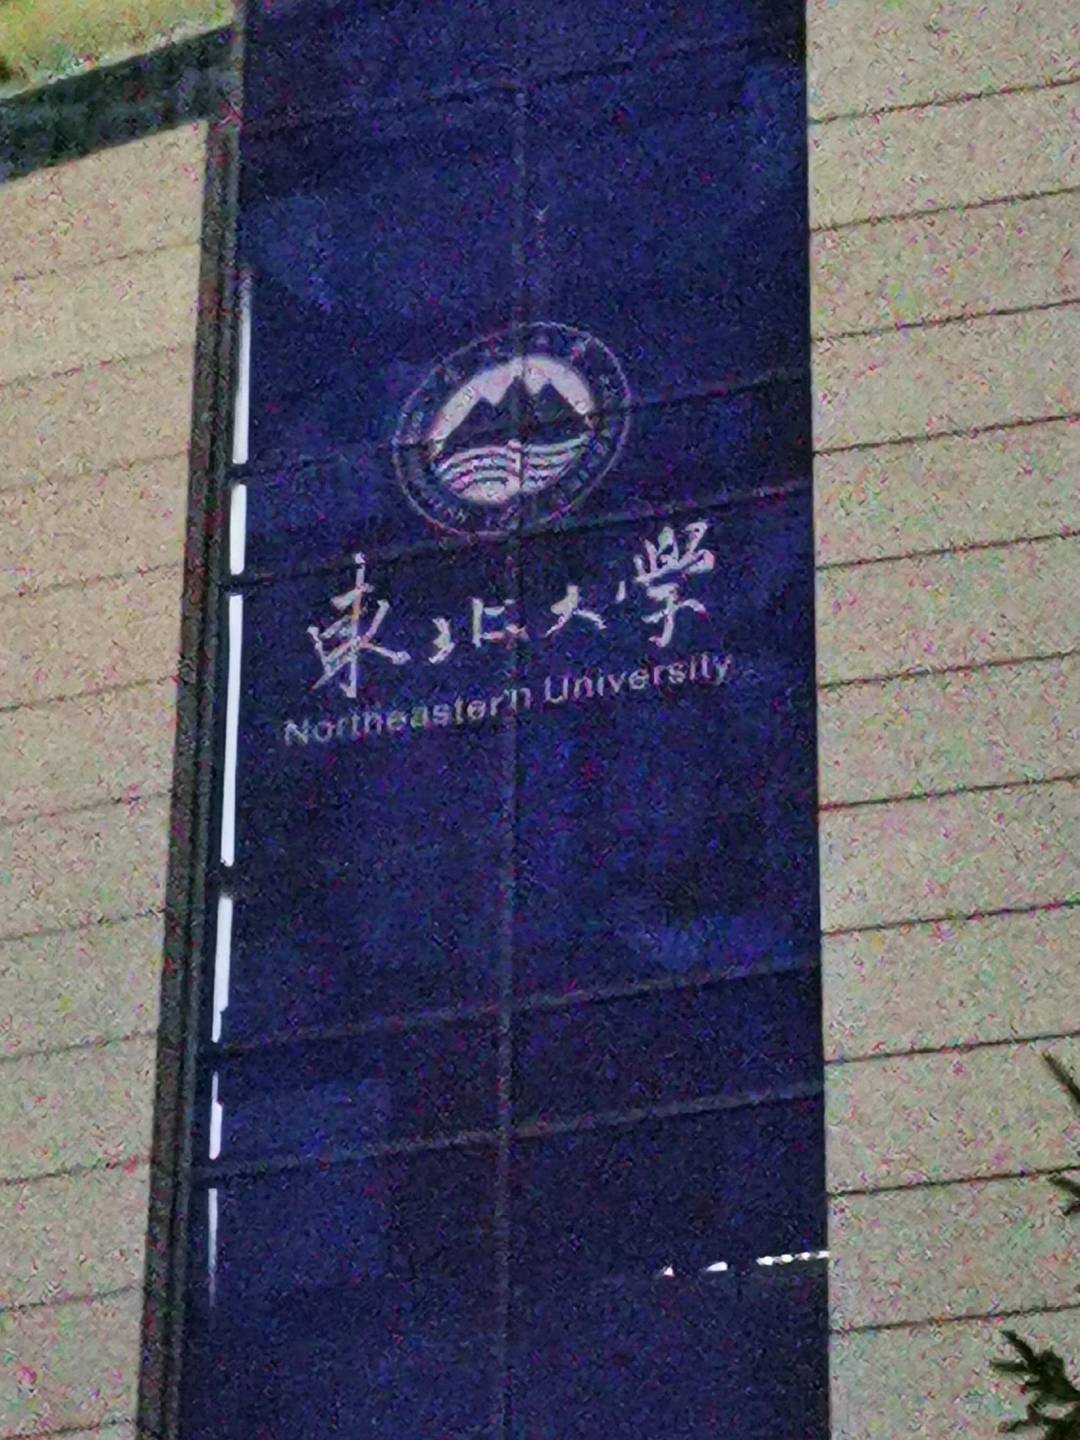 東北大學
Northeastern University